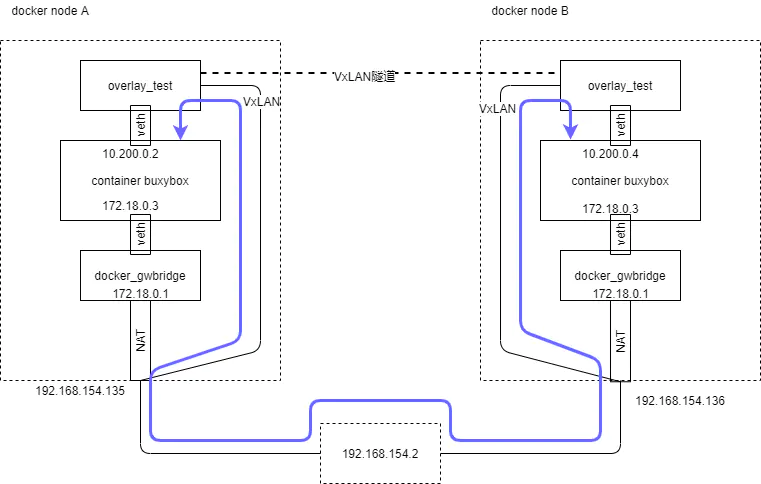 docker node A
docker node B
overlay_test
VxLAN隧道
overlay_test
VxLAN
VxLAN
veth
veth
10.200.0.2
10.200.0.4
container buxybox
container buxybox
172.18.0.3
172.18.0.3
veth
veth
docker_gwbridge
docker_gwbridge
172.18.0.1
172.18.0.1
NAT
NAT
192.168.154.135
192.168.154.136
192.168.154.2